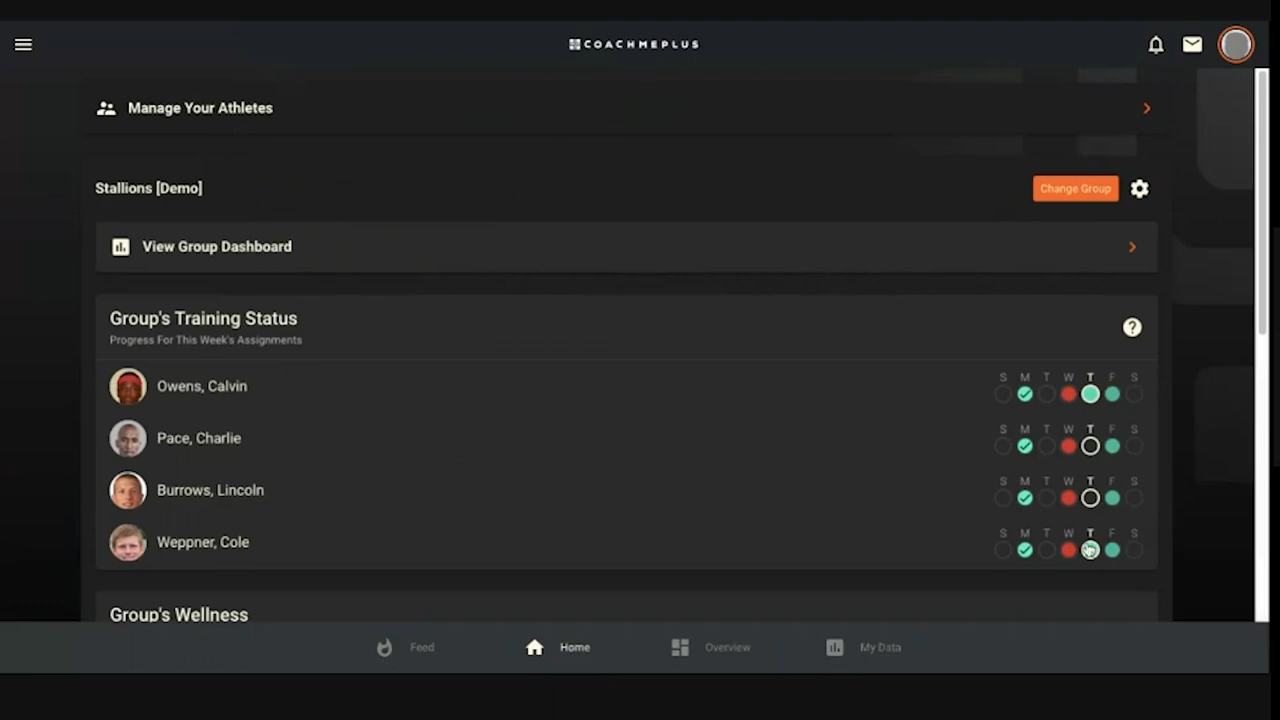 COACHMEPLUS
Manage Your Athletes
Stallions [Demo]
Change Group
View Group Dashboard
Group's Training Status
Progress For This Week's Assignments
?
S M T W T F S
Owens, Calvin
S M T W T F S
Pace, Charlie
S M T W T F S
Burrows, Lincoln
S M T W T F S
Weppner, Cole
Group's Wellness
Feed Home Overview My Data